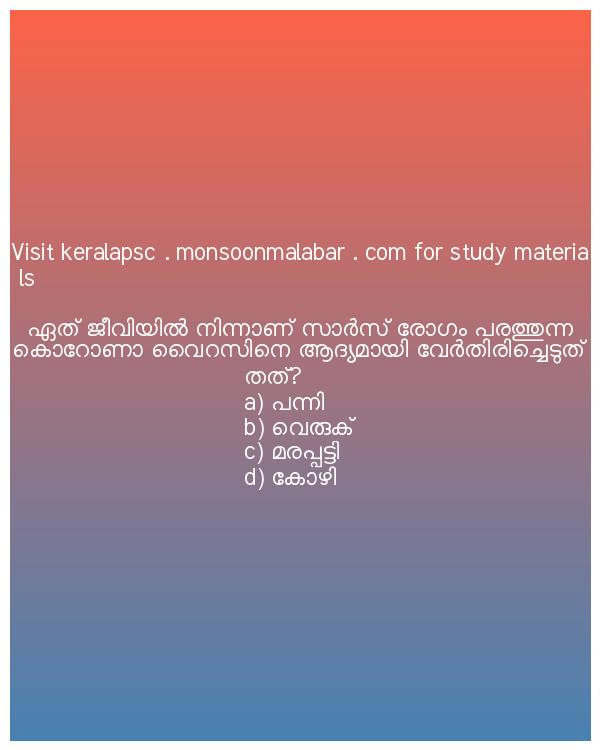 Visit keralapsc . monsoonmalabar . com for study materia
ls
ഏത് ജീവിയിൽ നിന്നാണ് സാർസ് രോഗം പരത്തുന്ന
കൊറോണാ വൈറസിനെ ആദ്യമായി വേർതിരിച്ചെടുത്
തത്?
a) പന്നി
b) വെരുക്
c) മരപ്പട്ടി
d) കോഴി